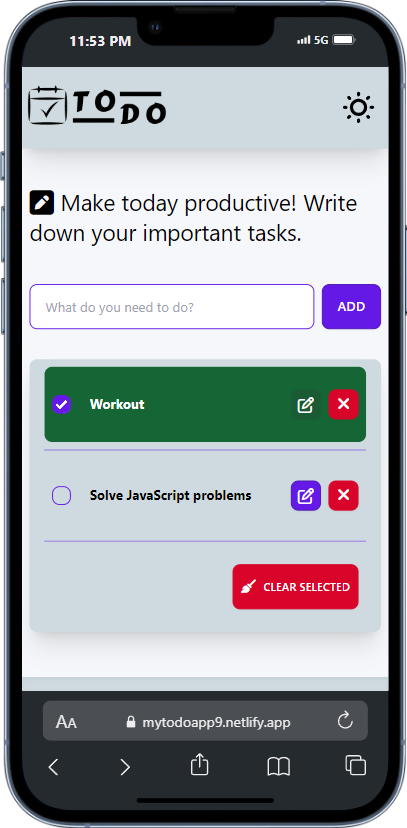 11:53 PM
5G
TODO
Make today productive! Write
down your important tasks.
What do you need to do?
ADD
Workout
Solve JavaScript problems
CLEAR SELECTED
AA
mytodoapp9.netlify.app